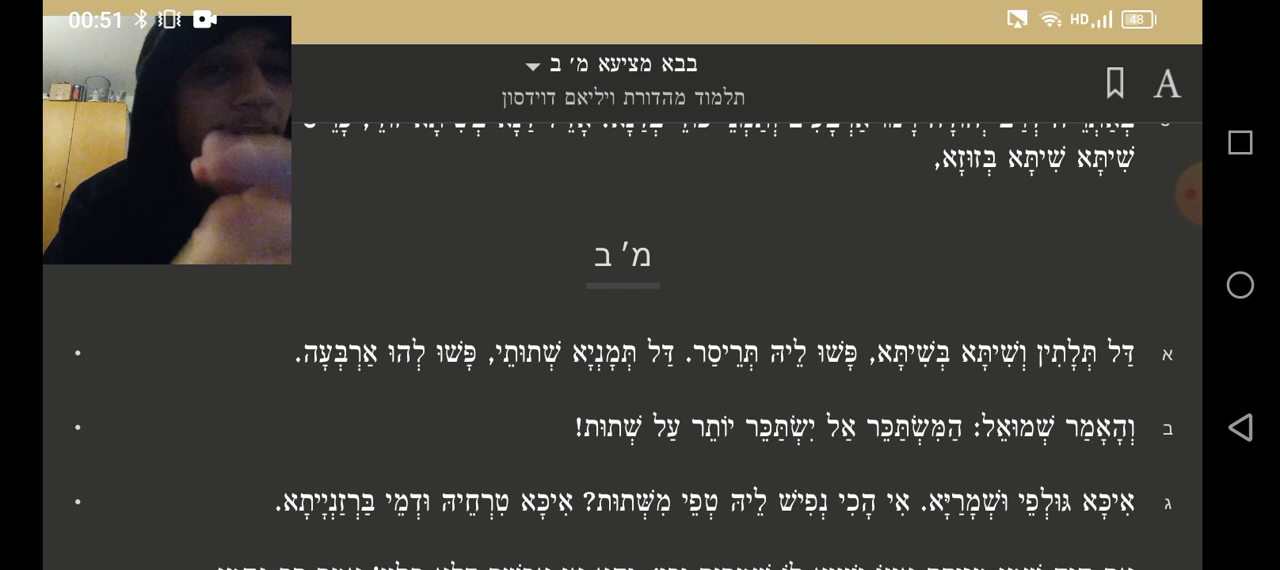 00:51
HD
48
בבא מציעא מ׳ ב
תלמוד מהדורת ויליאם דוידסון
A
שִׁיתָּא שִׁיתָּא בְּזוּזָא,
מ׳ ב
א דַּל תְּלָתִין וְשִׁיתָּא בְּשִׁיתָּא, פָּשׁוּ לֵיהּ תְּרֵיסַר. דַּל תְּמָנְיָא שְׁתוּתֵי, פָּשׁוּ לְהוּ אַרְבְּעָה.
ב וְהָאָמַר שְׁמוּאֵל: הַמִּשְׂתַּכֵּר אַל יִשְׂתַּכֵּר יוֹתֵר עַל שְׁתוּת!
ג אִיכָּא גּוּלְפֵי וּשְׁמָרַיָּא. אִי הָכִי נְפִישׁ לֵיהּ טְפֵי מִשְּׁתוּת? אִיכָּא טִרְחֵיהּ וּדְמֵי בַּרְזַנְיָיתָא.